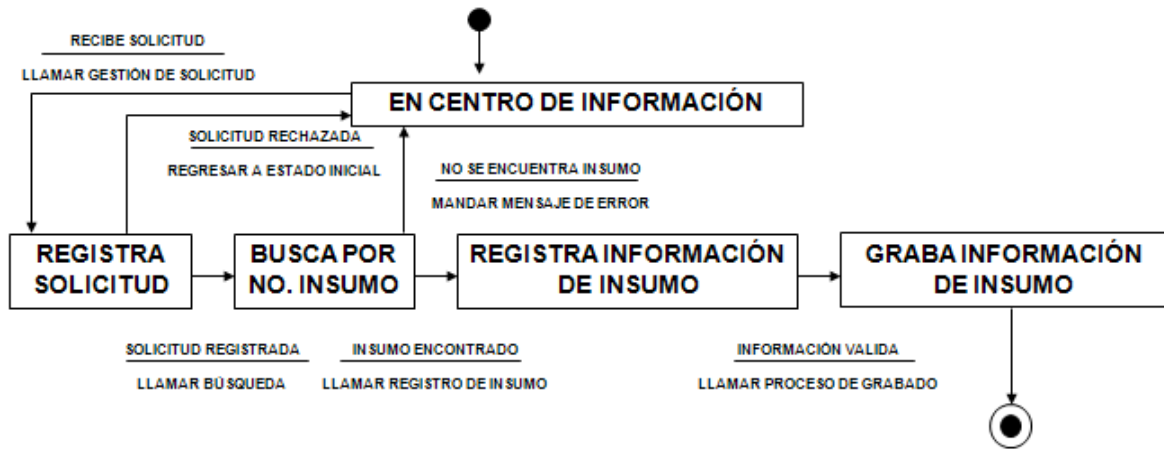 RECIBE SOLICITUD
LLAMAR GESTIÓN DE SOLICITUD
EN CENTRO DE INFORMACIÓN
SOLICITUD RECHAZADA
REGRESAR A ESTADO INICIAL
NO SE ENCUENTRA INSUMO
MANDAR MENSAJE DE ERROR
REGISTRA
SOLICITUD
BUSCA POR
NO. INSUMO
REGISTRA INFORMACIÓN
DE INSUMO
GRABA INFORMACIÓN
DE INSUMO
SOLICITUD REGISTRADA
LLAMAR BÚSQUEDA
INSUMO ENCONTRADO
LLAMAR REGISTRO DE INSUMO
INFORMACIÓN VALIDA
LLAMAR PROCESO DE GRABADO